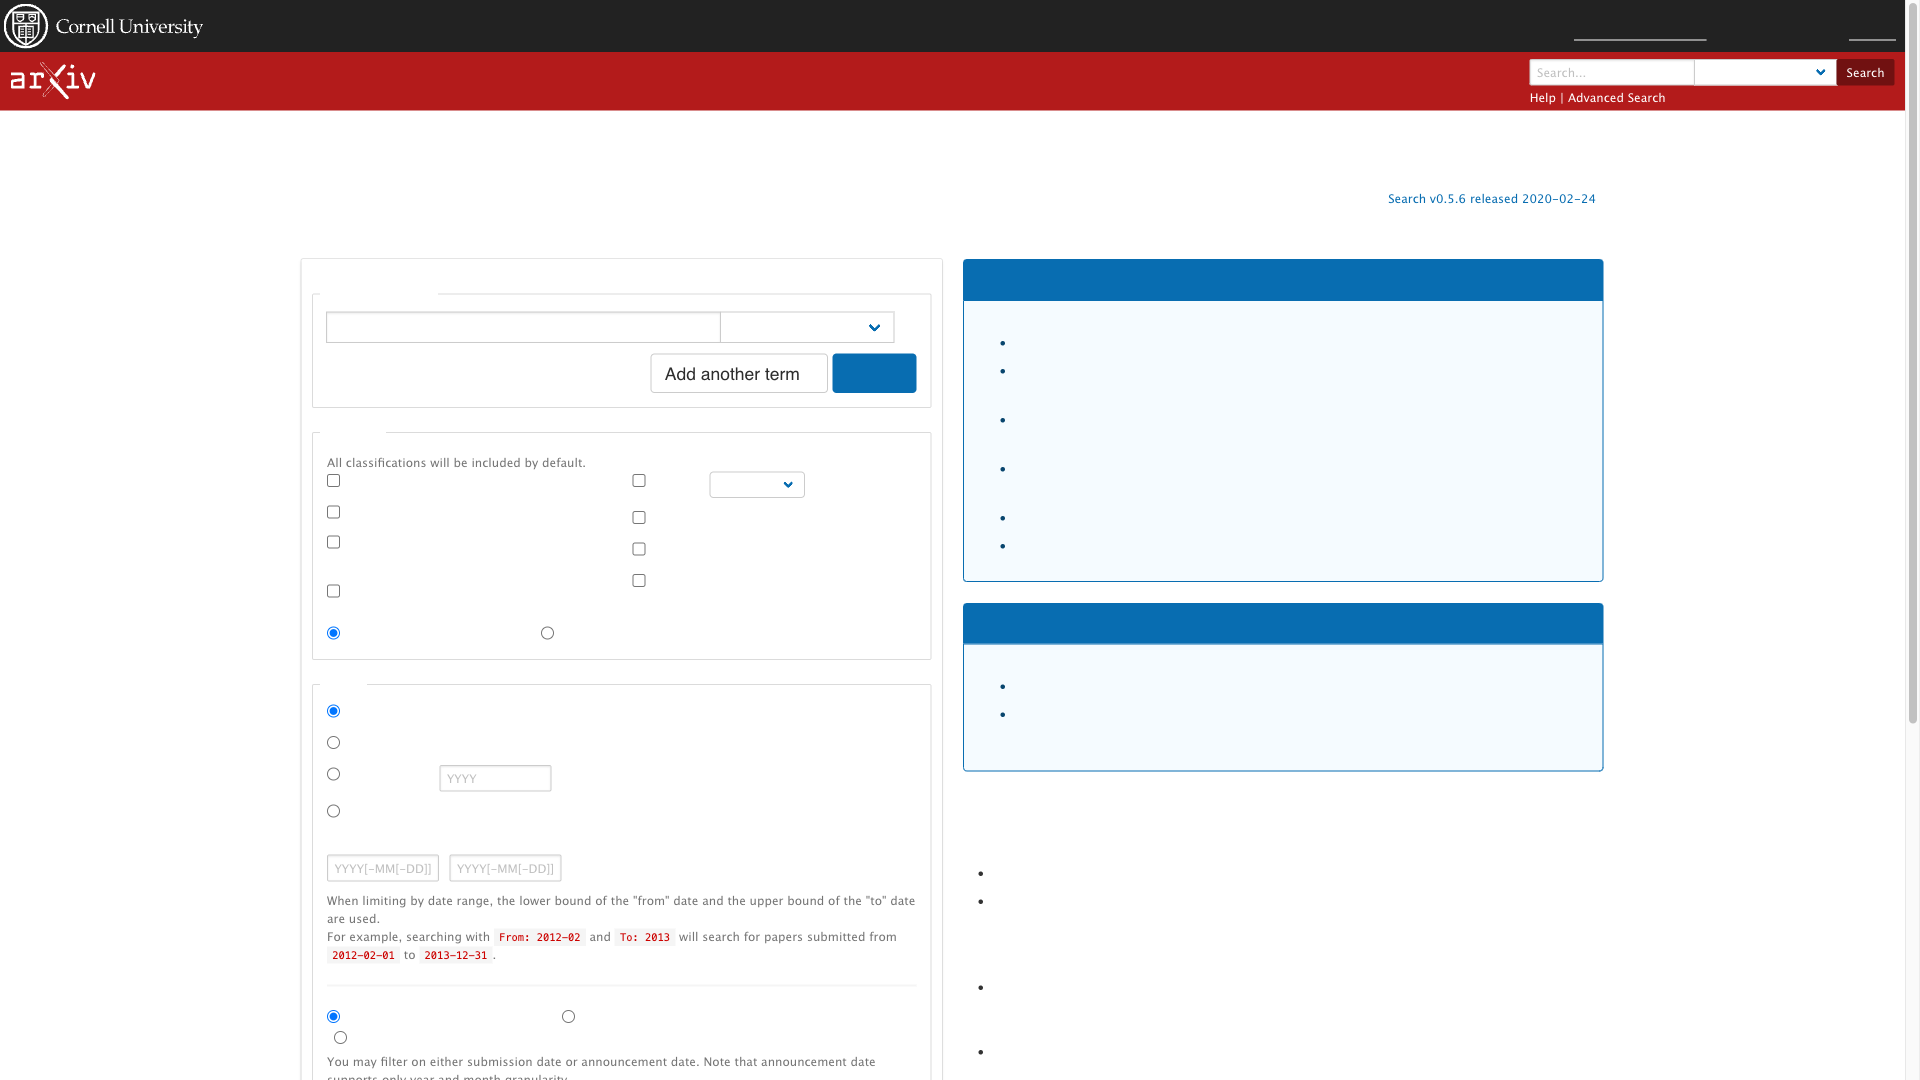 Cornell University
arXiv
Search...
Search
Help | Advanced Search
Search v0.5.6 released 2020-02-24
Add another term
All classifications will be included by default.
YYYY
YYYY[-MM[-DD]] YYYY[-MM[-DD]]
When limiting by date range, the lower bound of the "from" date and the upper bound of the "to" date
are used.
For example, searching with From: 2012-02 and To: 2013 will search for papers submitted from
2012-02-01 to 2013-12-31.
You may filter on either submission date or announcement date. Note that announcement date
supports only year and month granularity.